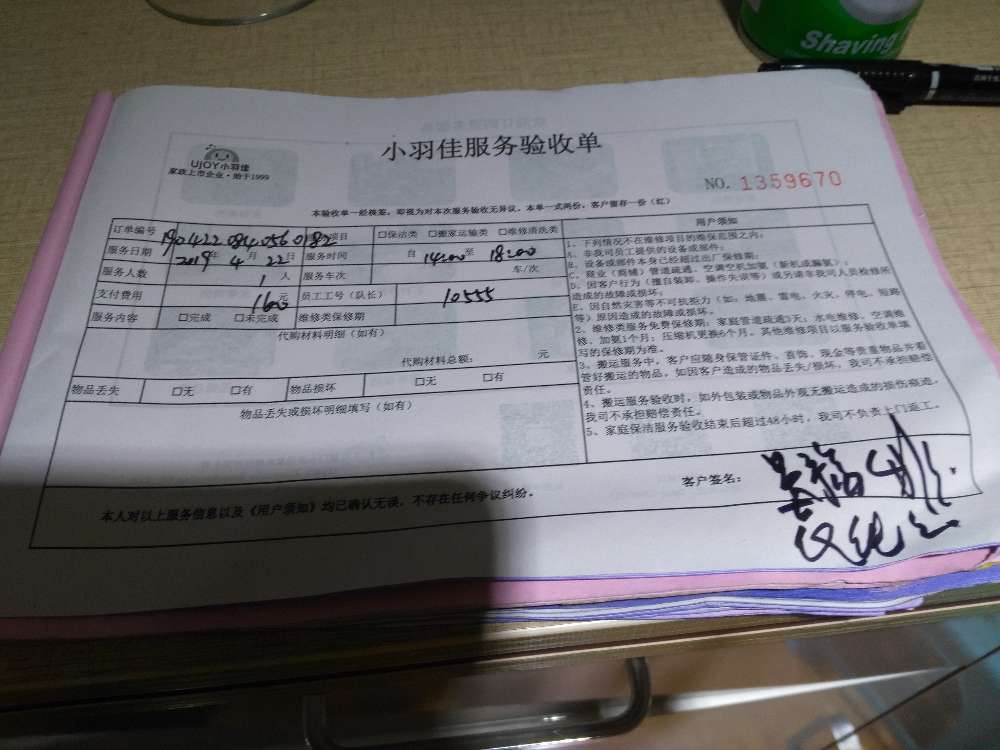 Shaving
UJOY小羽佳
家政上市企业·始于1999
小羽佳服务验收单
NO. 1359670
本验收单一经核签，即视为对本次服务验收无异议。本单一式两份，客户留存一份（红）
订单编号 项目 □保洁类 □搬家运输类 □维修清洗类
服务日期 2019年 4月 22日 服务时间 自 14:00 至 18:00
服务人数 1 人 服务车次 车/次
支付费用 元 员工工号（队长） 10555
服务内容 □完成 □未完成 维修类保修期
代购材料明细（如有）
代购材料总额： 元
物品丢失 □无 □有 物品损坏 □无 □有
物品丢失或损坏明细填写（如有）
用户须知
1、下列情况不在维修项目的维保范围之内：
A、非我司员工提供的设备或部件；
B、设备或部件本身已经超过出厂保修期；
C、商业（商铺）管道疏通、空调空机加氨（新机或漏氨）；
D、因客户行为（擅自装卸、操作失误等）或另请非我司人员检修所
造成的故障或损坏；
E、因自然灾害等不可抗拒力（如：地震、雷电、火灾、停电、短路
等）原因造成的故障或损坏。
2、维修类服务免费保修期：家庭管道疏通3天；水电维修、空调维
修、加氨1个月；压缩机更换6个月。其他维修项目以服务验收单填
写的保修期为准。
3、搬运服务中，客户应随身保管证件、首饰、现金等贵重物品并看
管好搬运的物品，如因客户造成的物品丢失/损坏，我司不承担赔偿
责任。
4、搬运服务验收时，如外包装或物品外观无搬运造成的损伤痕迹，
我司不承担赔偿责任。
5、家庭保洁服务验收结束后超过48小时，我司不负责上门返工。
客户签名：
本人对以上服务信息以及《用户须知》均已确认无误，不存在任何争议纠纷。